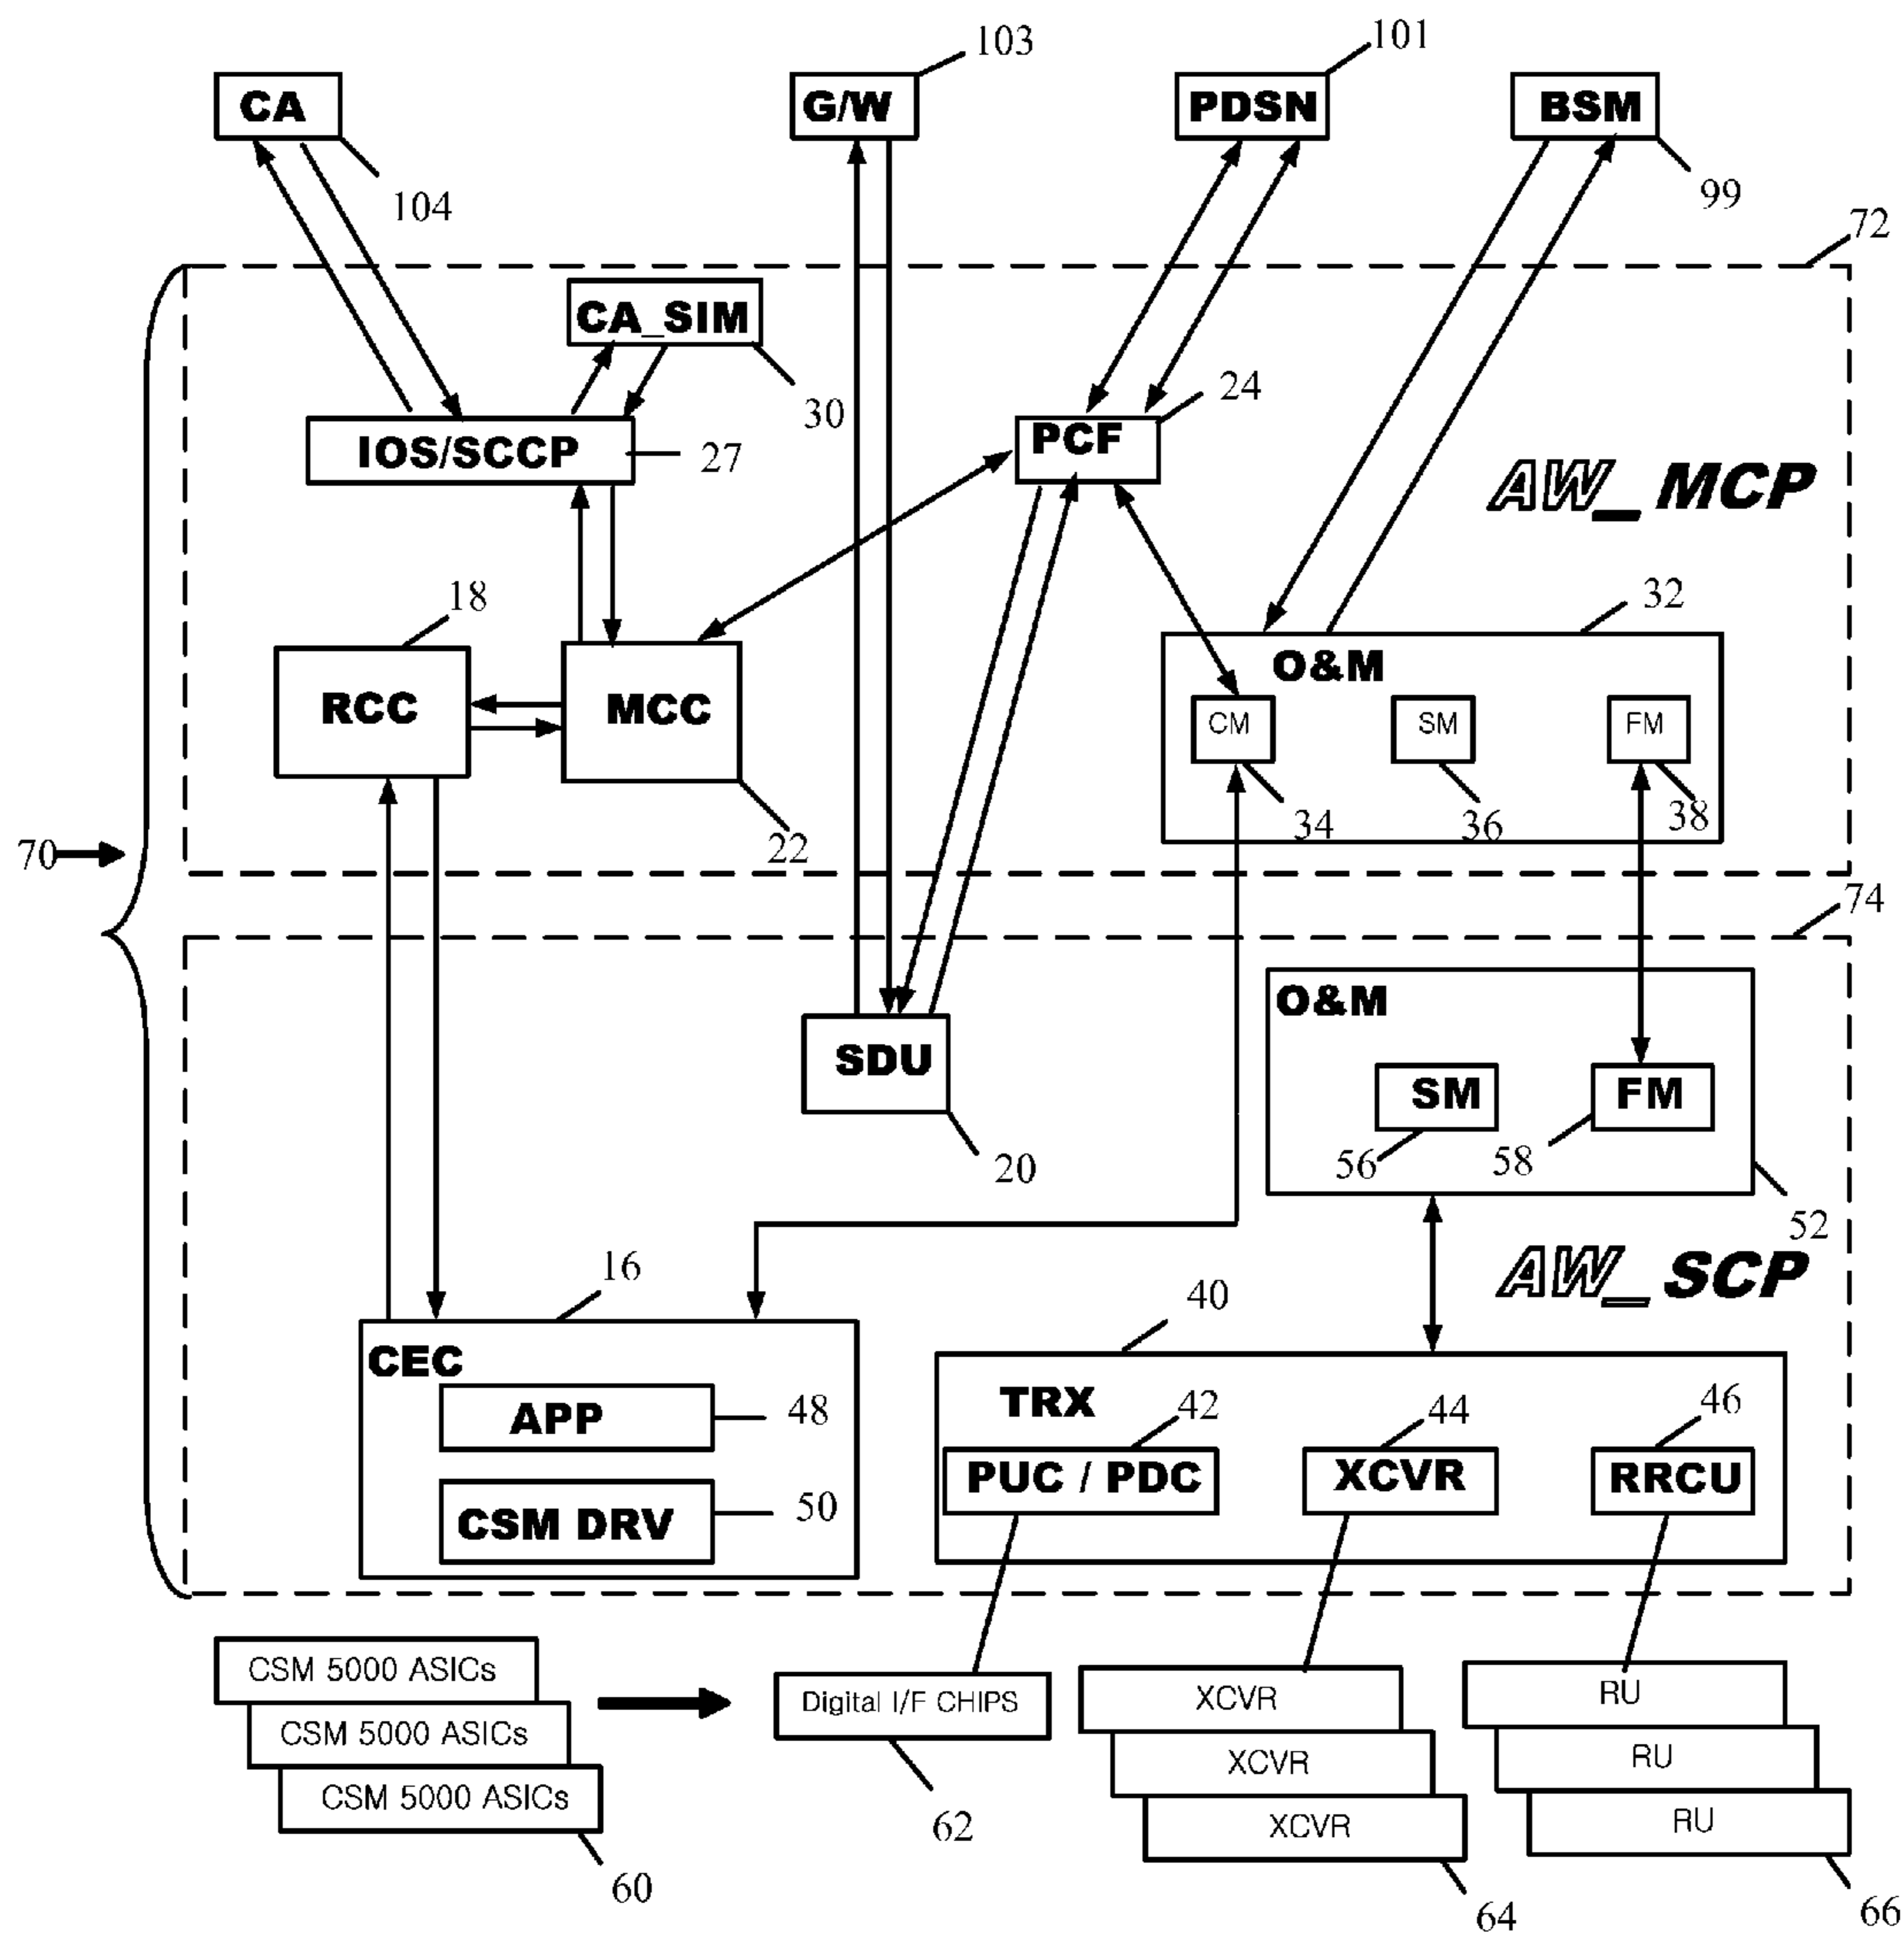 103
101
CA
G/W
PDSN
BSM
104
99
72
CA_SIM
30
24
IOS/SCCP
27
PCF
AW_MCP
18
32
O&M
RCC
MCC
CM
SM
FM
22
34
36
38
70
74
O&M
SDU
SM
FM
20
56
58
52
16
AW_SCP
40
CEC
APP
48
TRX
42
44
46
PUC / PDC
XCVR
RRCU
CSM DRV
50
CSM 5000 ASICs
CSM 5000 ASICs
CSM 5000 ASICs
60
Digital I/F CHIPS
62
XCVR
XCVR
XCVR
64
RU
RU
RU
66